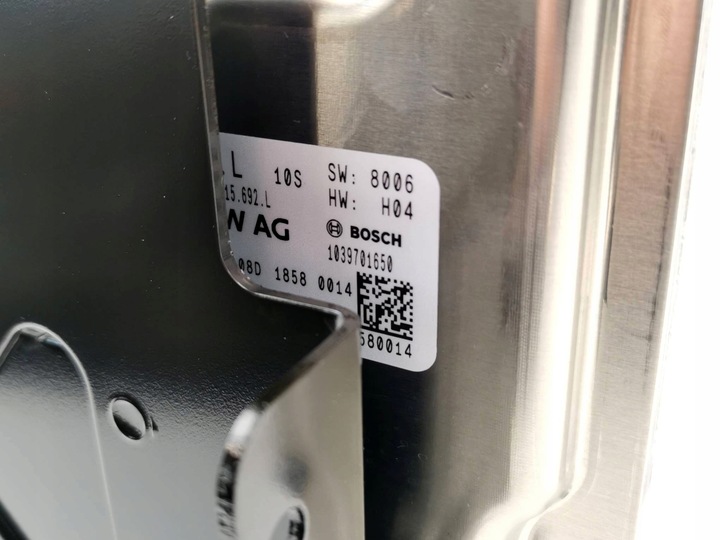 L 10S SW: 8006
15.692.L HW: H04
W AG BOSCH
1039701650
08D 1858 0014
580014